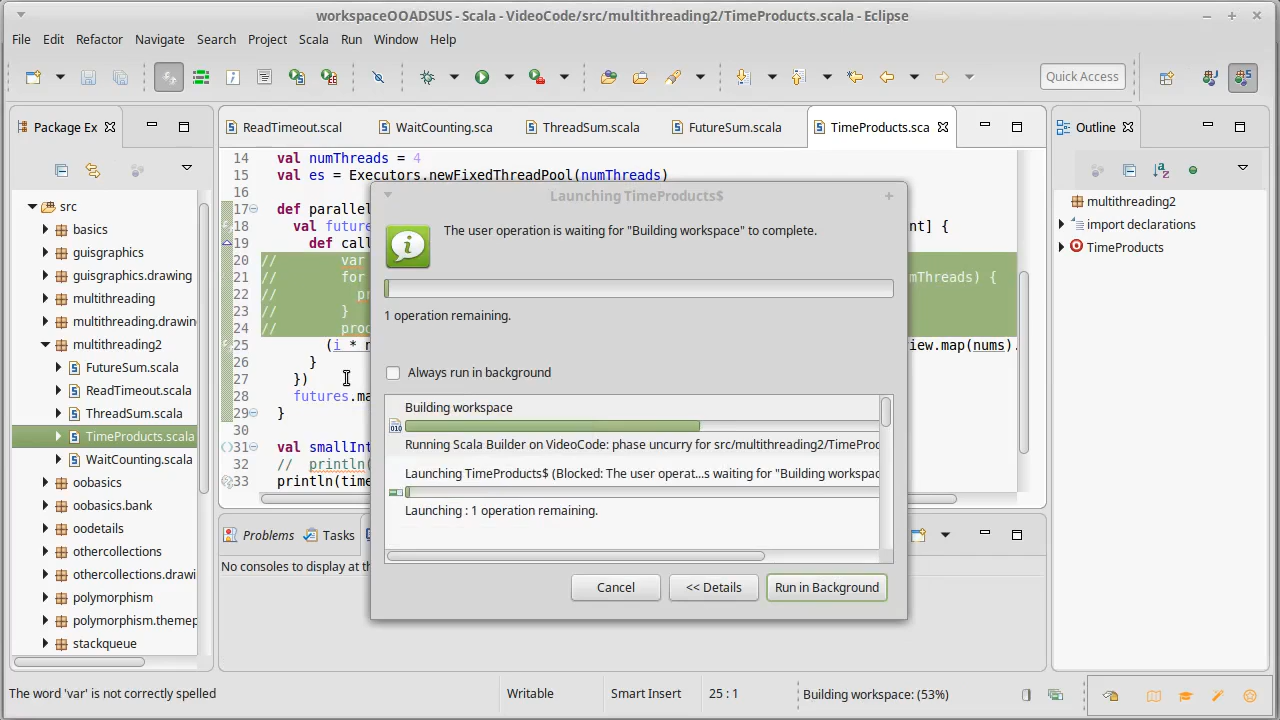 workspaceOOADSUS - Scala - VideoCode/src/multithreading2/TimeProducts.scala - Eclipse
File Edit Refactor Navigate Search Project Scala Run Window Help
Quick Access
Package Ex
ReadTimeout.scal
WaitCounting.sca
ThreadSum.scala
FutureSum.scala
TimeProducts.sca
Outline
src
basics
guisgraphics
guisgraphics.drawing
multithreading
multithreading.drawin
multithreading2
FutureSum.scala
ReadTimeout.scala
ThreadSum.scala
TimeProducts.scala
WaitCounting.scala
oobasics
oobasics.bank
oodetails
othercollections
othercollections.drawi
polymorphism
polymorphism.themep
stackqueue
14 val numThreads = 4
15 val es = Executors.newFixedThreadPool(numThreads)
16
17 def parallel
18 val futur ent] {
19 def call
20 // var
21 // for mThreads) {
22 // pr
23 // }
24 // prod
25 (i * n iew.map(nums).
26 }
27 })
28 futures.ma
29 }
30
31 val smallInt
32 // println(
33 println(time
Launching TimeProducts$
The user operation is waiting for "Building workspace" to complete.
1 operation remaining.
Always run in background
Building workspace
010
Running Scala Builder on VideoCode: phase uncurry for src/multithreading2/TimeProd
Launching TimeProducts$ (Blocked: The user operat...s waiting for "Building workspac
Launching : 1 operation remaining.
Cancel
<< Details
Run in Background
multithreading2
import declarations
TimeProducts
Problems
Tasks
No consoles to display at th
The word 'var' is not correctly spelled
Writable
Smart Insert
25 : 1
Building workspace: (53%)